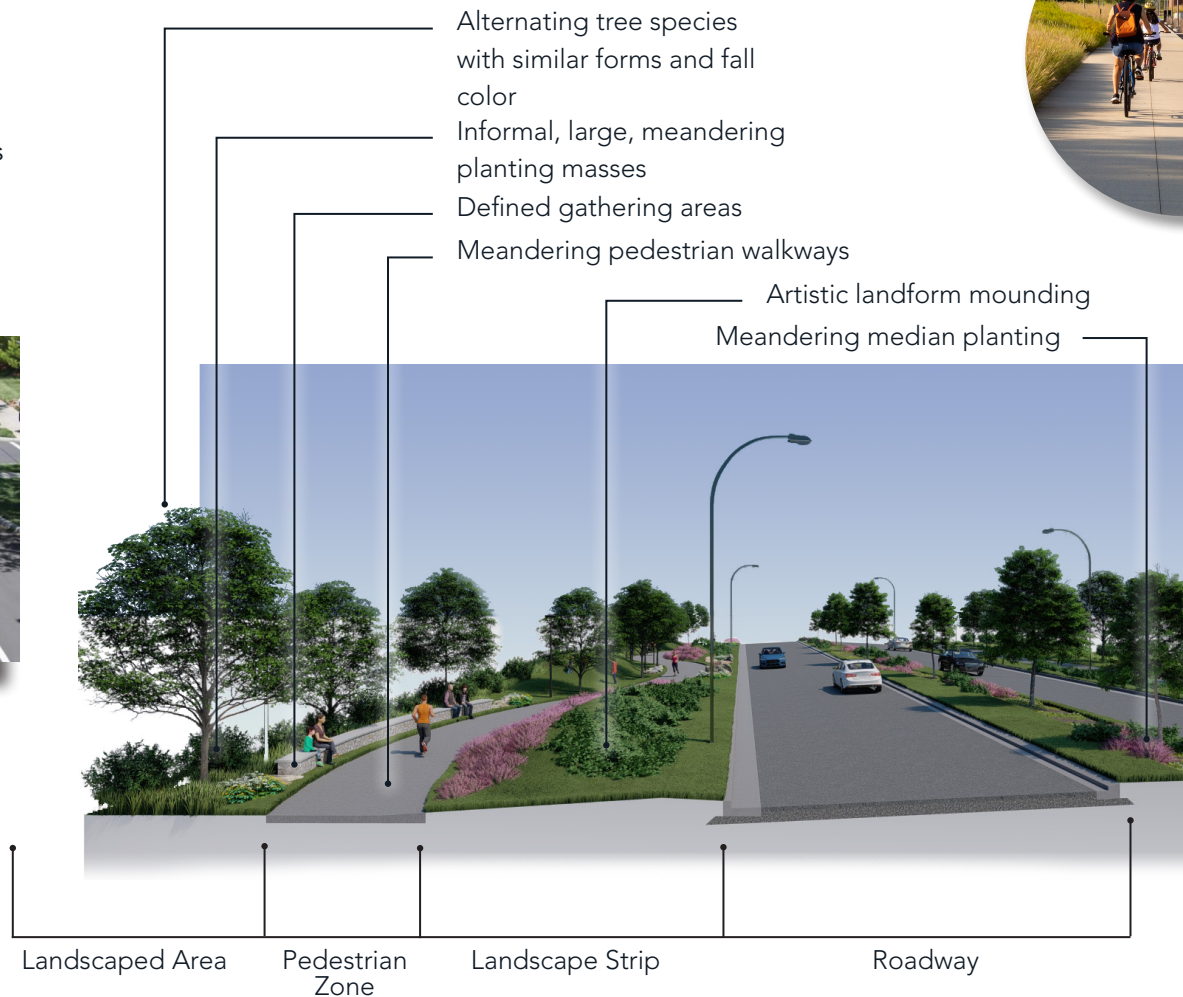 Alternating tree species
with similar forms and fall
color
Informal, large, meandering
planting masses
s
Defined gathering areas
Meandering pedestrian walkways
Artistic landform mounding
Meandering median planting
Landscaped Area
Pedestrian
Zone
Landscape Strip
Roadway